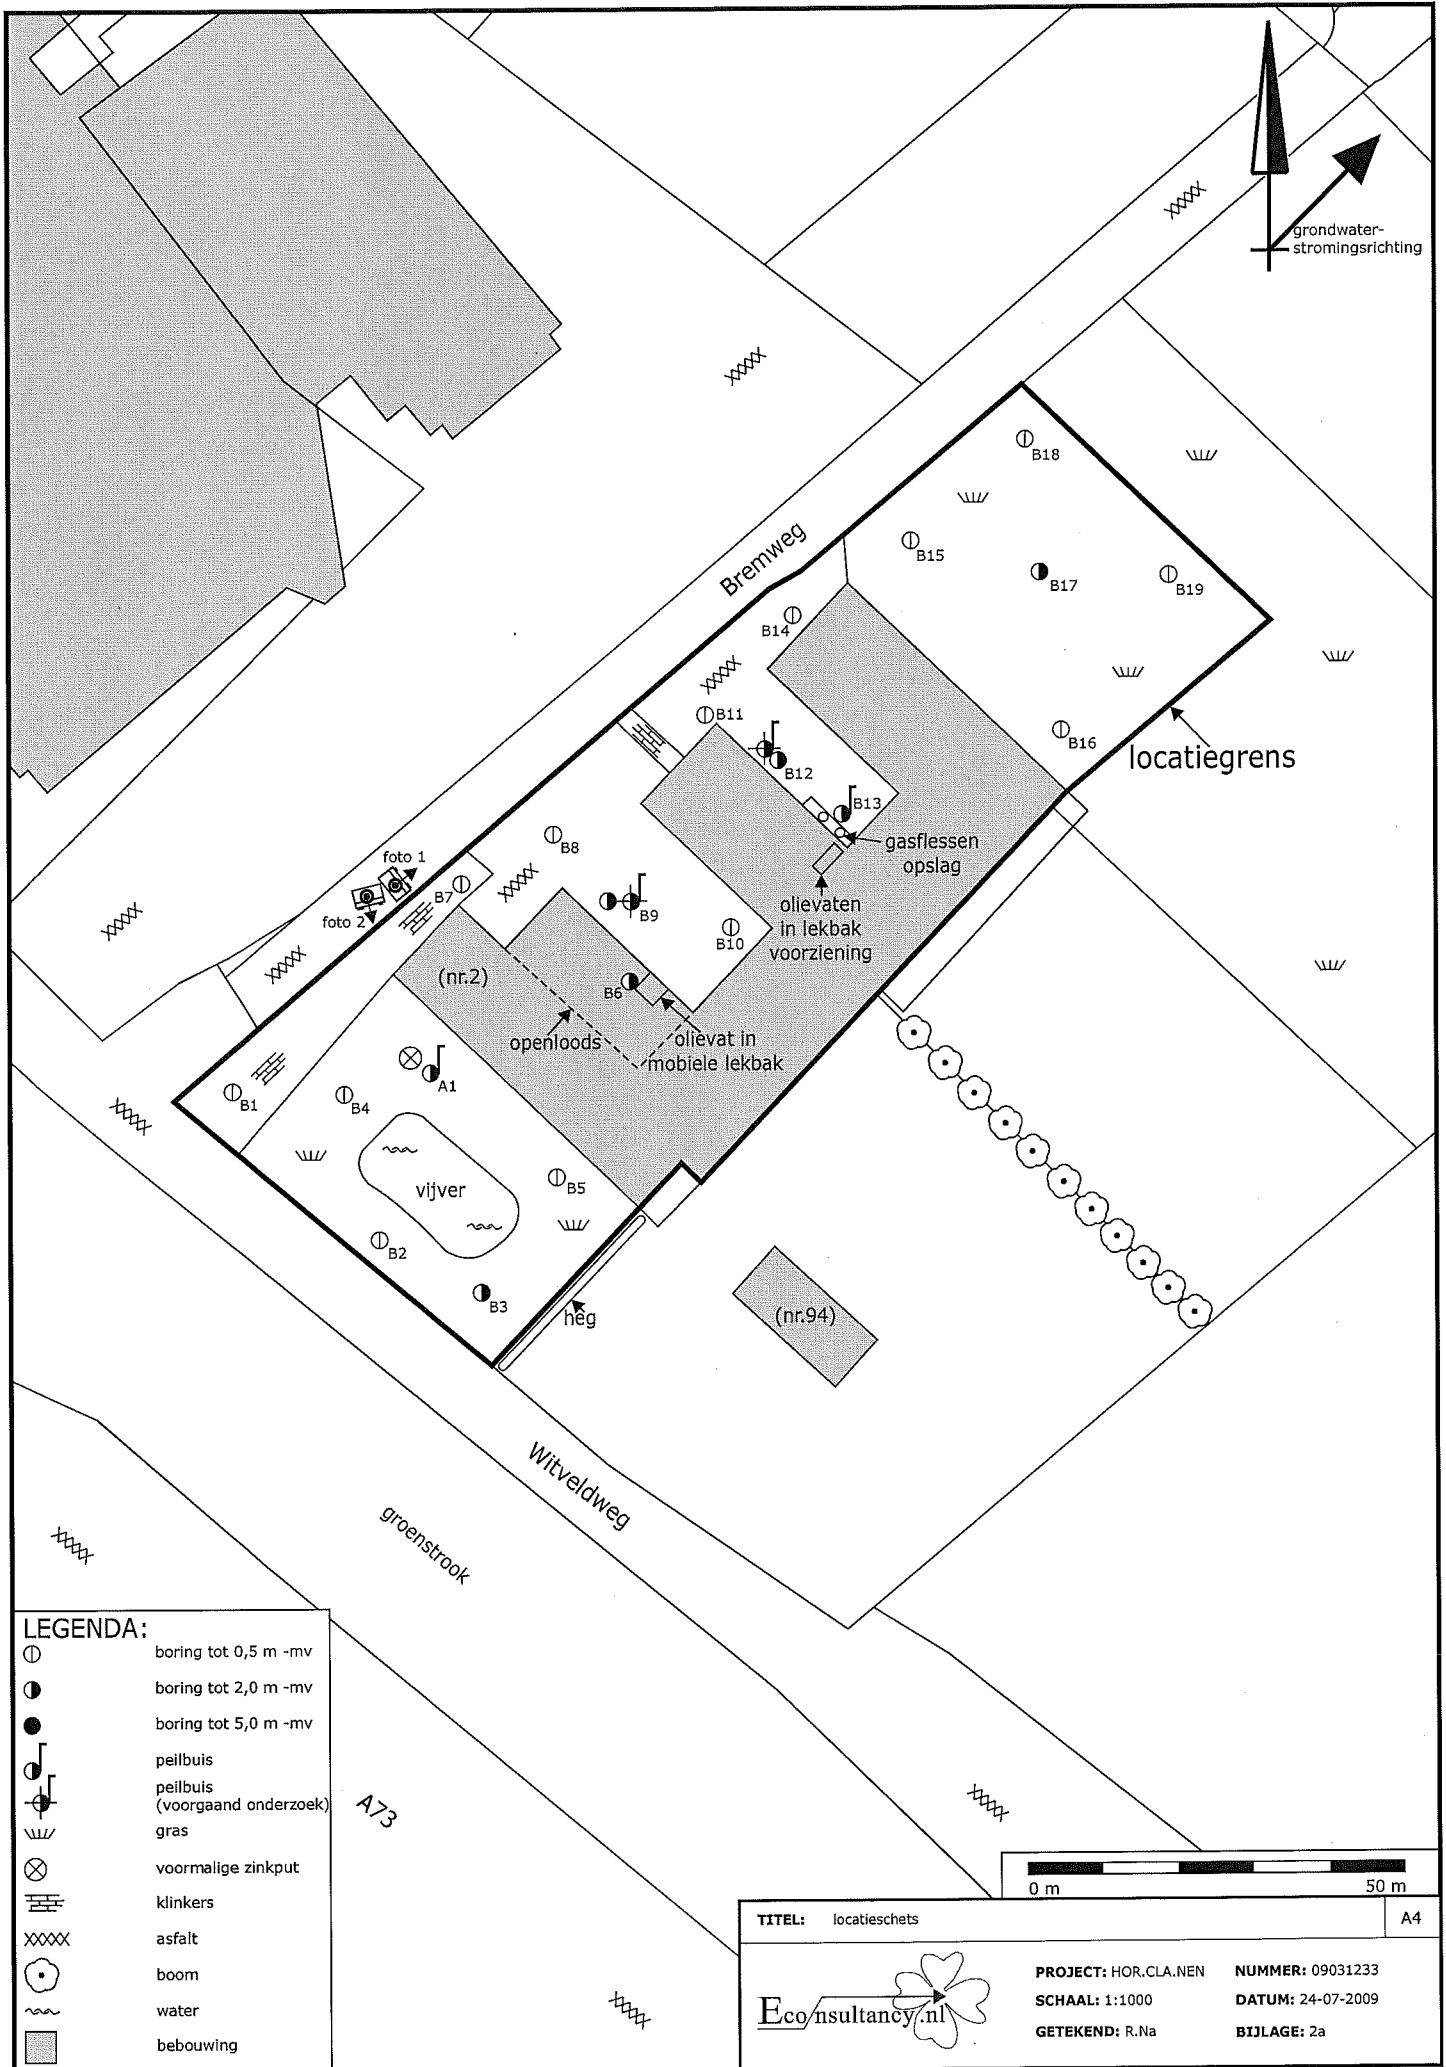 grondwater-
stromingsrichting
B18
B15
B17
B19
Bremweg
B14
B11
B16
locatiegrens
B12
B13
gasflessen
opslag
B8
foto 1
B7
foto 2
B9
B10
olievaten
in lekbak
voorziening
(nr.2)
B6
openloods
olievat in
mobiele lekbak
A1
B1
B4
vijver
B5
B2
B3
heg
(nr.94)
Witveldweg
groenstrook
A73
LEGENDA:
boring tot 0,5 m -mv
boring tot 2,0 m -mv
boring tot 5,0 m -mv
peilbuis
peilbuis
(voorgaand onderzoek)
gras
voormalige zinkput
klinkers
asfalt
boom
water
bebouwing
0 m 50 m
TITEL: locatieschets A4
Econsultancy.nl
PROJECT: HOR.CLA.NEN NUMMER: 09031233
SCHAAL: 1:1000 DATUM: 24-07-2009
GETEKEND: R.Na BIJLAGE: 2a